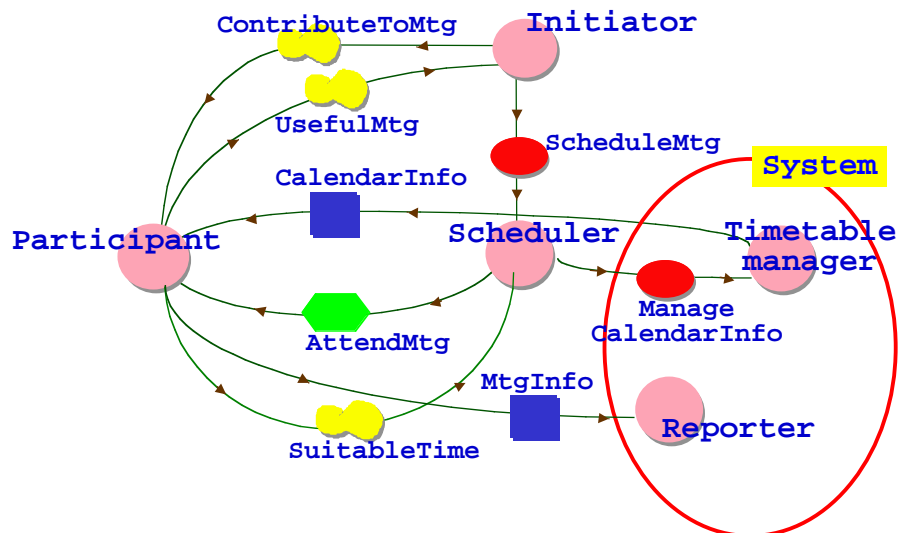 ContributeToMtg
Initiator
UsefulMtg
ScheduleMtg
System
CalendarInfo
Participant
Scheduler
Timetable
manager
Manage
CalendarInfo
AttendMtg
MtgInfo
Reporter
SuitableTime